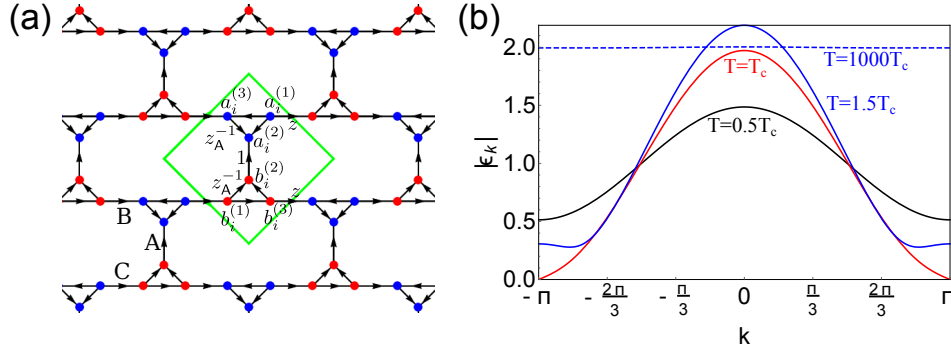 (a)
a_i^(3) a_i^(1)
z
z_A^-1 a_i^(2)
1
z_A^-1 b_i^(2)
z
B b_i^(1) b_i^(3)
A
C
(b)
|ϵ_k|
2.0
1.5
1.0
0.5
0.0
T=1000T_c
T=T_c
T=1.5T_c
T=0.5T_c
-π -2π/3 -π/3 0 π/3 2π/3 π
k